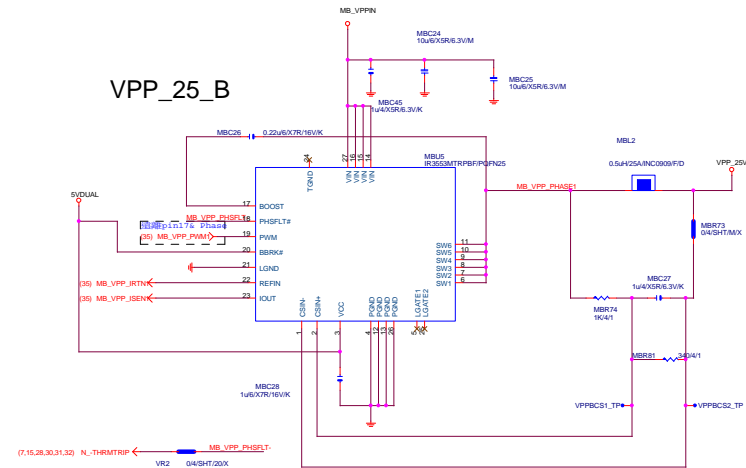 MB_VPPIN
MBC24
10u/6/X5R/6.3V/M
MBC25
10u/6/X5R/6.3V/M
VPP_25_B
MBC45
1u/4/X5R/6.3V/K
MBC26 0.22u/6/X7R/16V/K
MBL2
0.5uH/25A/INC0909/F/D
VPP_25V
MBU5
IR3553MTRPBF/PQFN25
24
27
16
15
14
TGND
VIN
VIN
VIN
VIN
5VDUAL
MB_VPP_PHASE1
17 BOOST
MB_VPP_PHSFLT- 18 PHSFLT#
pin17& Phase
(35) MB_VPP_PWM1 19 PWM
20 BBRK#
21 LGND
(35) MB_VPP_IRTN 22 REFIN
(35) MB_VPP_ISEN 23 IOUT
SW6 11
SW5 10
SW4 9
SW3 8
SW2 7
SW1 6
MBR73
0/4/SHT/M/X
MBC27
1u/4/X5R/6.3V/K
MBR74
1K/4/1
CSIN-
CSIN+
VCC
PGND
PGND
PGND
PGND
LGATE1
LGATE2
1
2
3
4
12
13
26
5
25
MBR81 340/4/1
MBC28
1u/6/X7R/16V/K
VPPBCS1_TP
VPPBCS2_TP
(7,15,28,30,31,32) N_-THRMTRIP
MB_VPP_PHSFLT-
VR2 0/4/SHT/20/X